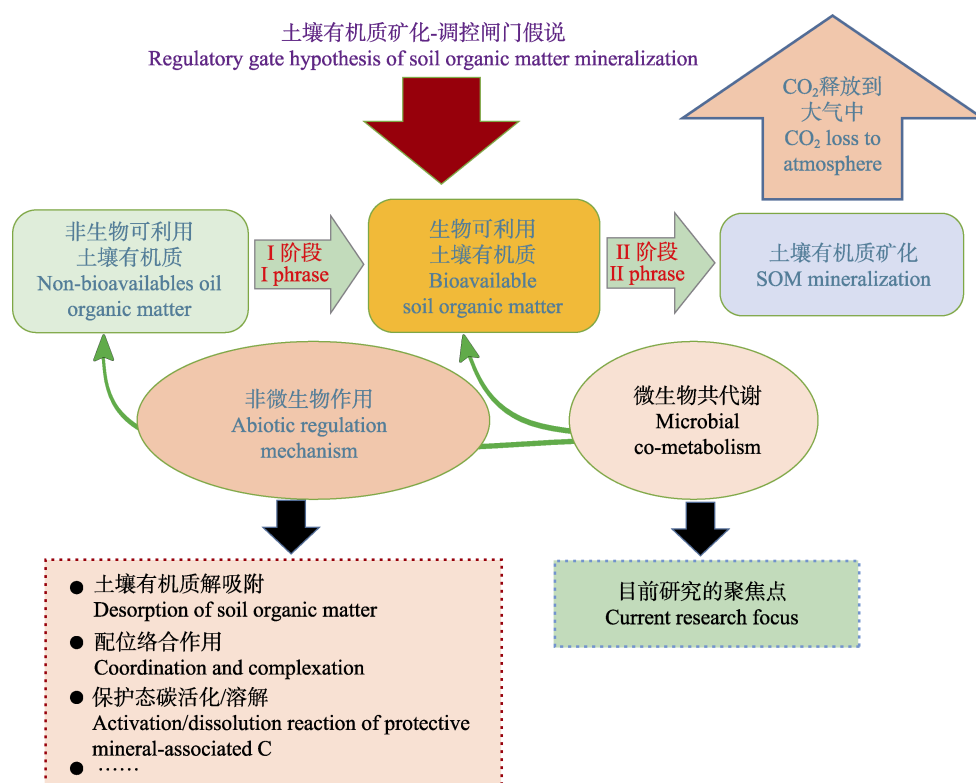 土壤有机质矿化-调控闸门假说
Regulatory gate hypothesis of soil organic matter mineralization
CO₂释放到
大气中
CO₂ loss to
atmosphere
非生物可利用
土壤有机质
Non-bioavailables oil
organic matter
I 阶段
I phrase
生物可利用
土壤有机质
Bioavailable
soil organic matter
II 阶段
II phrase
土壤有机质矿化
SOM mineralization
非微生物作用
Abiotic regulation
mechanism
微生物共代谢
Microbial
co-metabolism
● 土壤有机质解吸附
Desorption of soil organic matter
● 配位络合作用
Coordination and complexation
● 保护态碳活化/溶解
Activation/dissolution reaction of protective
mineral-associated C
● ……
目前研究的聚焦点
Current research focus